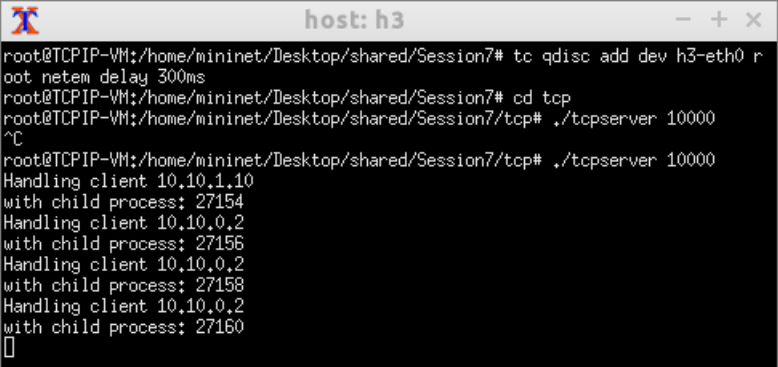 host: h3
root@TCPIP-VM:/home/mininet/Desktop/shared/Session7# tc qdisc add dev h3-eth0 r
oot netem delay 300ms
root@TCPIP-VM:/home/mininet/Desktop/shared/Session7# cd tcp
root@TCPIP-VM:/home/mininet/Desktop/shared/Session7/tcp# ./tcpserver 10000
^C
root@TCPIP-VM:/home/mininet/Desktop/shared/Session7/tcp# ./tcpserver 10000
Handling client 10.10.1.10
with child process: 27154
Handling client 10.10.0.2
with child process: 27156
Handling client 10.10.0.2
with child process: 27158
Handling client 10.10.0.2
with child process: 27160